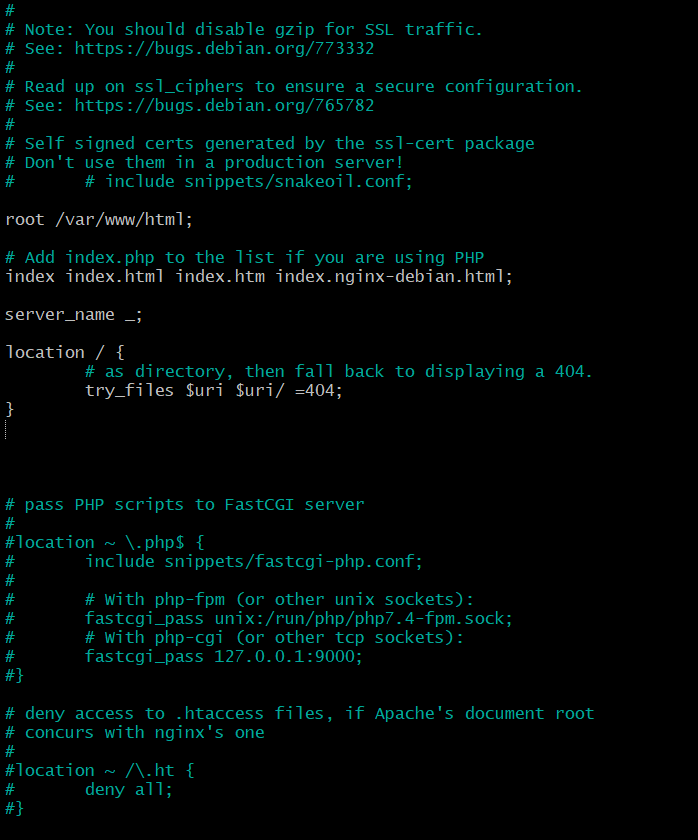 #
# Note: You should disable gzip for SSL traffic.
# See: https://bugs.debian.org/773332
#
# Read up on ssl_ciphers to ensure a secure configuration.
# See: https://bugs.debian.org/765782
#
# Self signed certs generated by the ssl-cert package
# Don't use them in a production server!
#       # include snippets/snakeoil.conf;

root /var/www/html;

# Add index.php to the list if you are using PHP
index index.html index.htm index.nginx-debian.html;

server_name _;

location / {
        # as directory, then fall back to displaying a 404.
        try_files $uri $uri/ =404;
}

# pass PHP scripts to FastCGI server
#
#location ~ \.php$ {
#       include snippets/fastcgi-php.conf;
#
#       # With php-fpm (or other unix sockets):
#       fastcgi_pass unix:/run/php/php7.4-fpm.sock;
#       # With php-cgi (or other tcp sockets):
#       fastcgi_pass 127.0.0.1:9000;
#}

# deny access to .htaccess files, if Apache's document root
# concurs with nginx's one
#
#location ~ /\.ht {
#       deny all;
#}